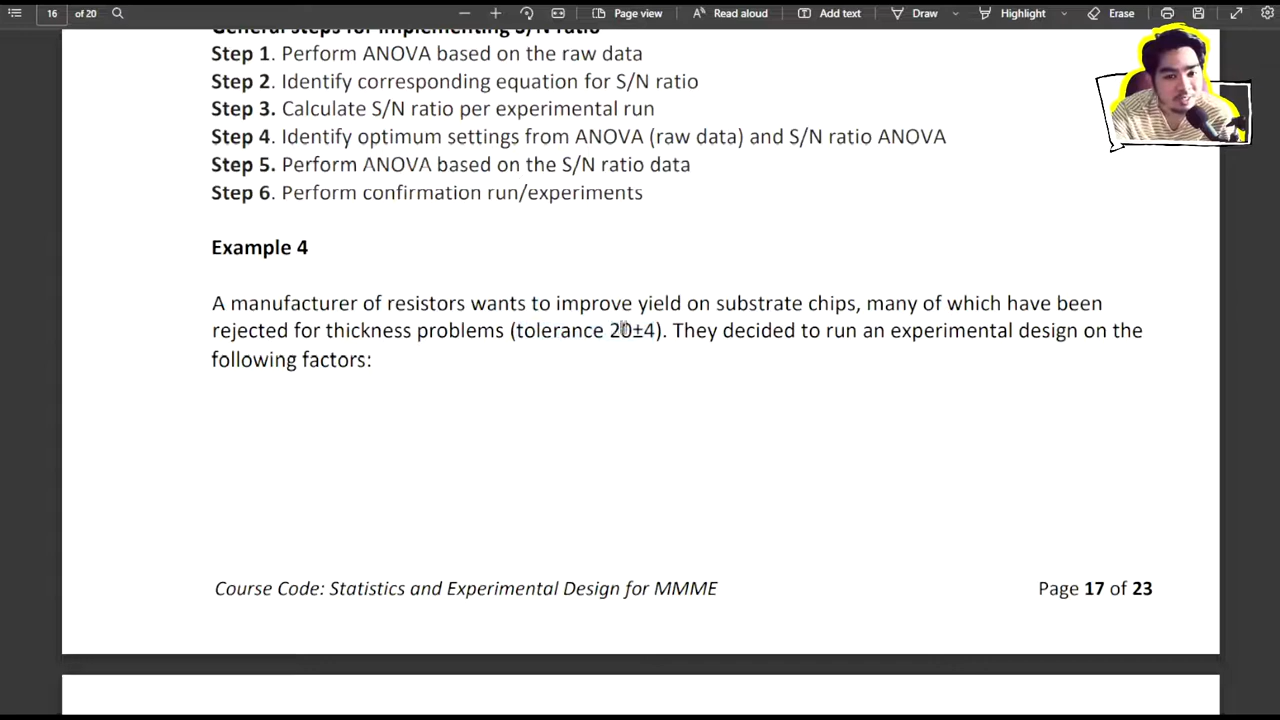 16 of 20 Page view Read aloud Add text Draw Highlight Erase
General steps for implementing S/N ratio
Step 1. Perform ANOVA based on the raw data
Step 2. Identify corresponding equation for S/N ratio
Step 3. Calculate S/N ratio per experimental run
Step 4. Identify optimum settings from ANOVA (raw data) and S/N ratio ANOVA
Step 5. Perform ANOVA based on the S/N ratio data
Step 6. Perform confirmation run/experiments
Example 4
A manufacturer of resistors wants to improve yield on substrate chips, many of which have been
rejected for thickness problems (tolerance 20±4). They decided to run an experimental design on the
following factors:
Course Code: Statistics and Experimental Design for MMME Page 17 of 23